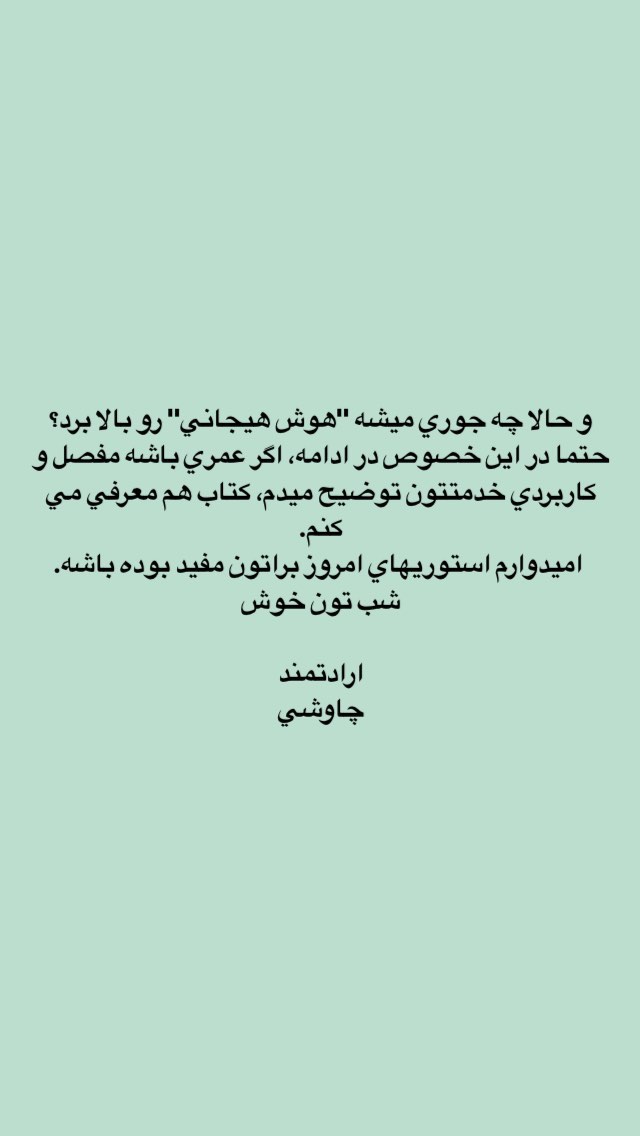 و حالا چه جوري ميشه "هوش هيجاني" رو بالا برد؟
حتما در اين خصوص در ادامه، اگر عمري باشه مفصل و
كاربردي خدمتتون توضيح ميدم، كتاب هم معرفي مي
كنم.
اميدوارم استوريهاي امروز براتون مفيد بوده باشه.
شب تون خوش
ارادتمند
چاوشي